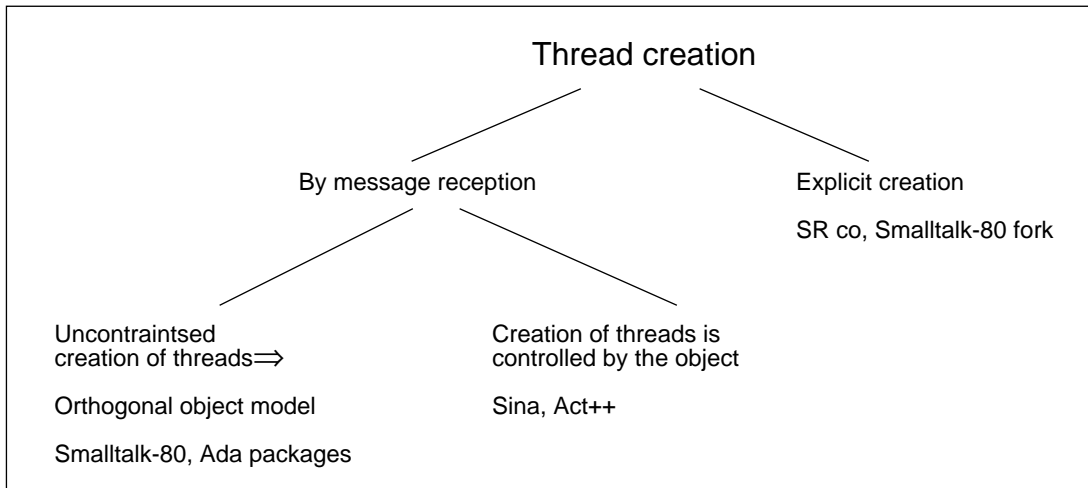 Thread creation
By message reception
Explicit creation
SR co, Smalltalk-80 fork
Uncontraintsed
creation of threads⇒
Orthogonal object model
Smalltalk-80, Ada packages
Creation of threads is
controlled by the object
Sina, Act++